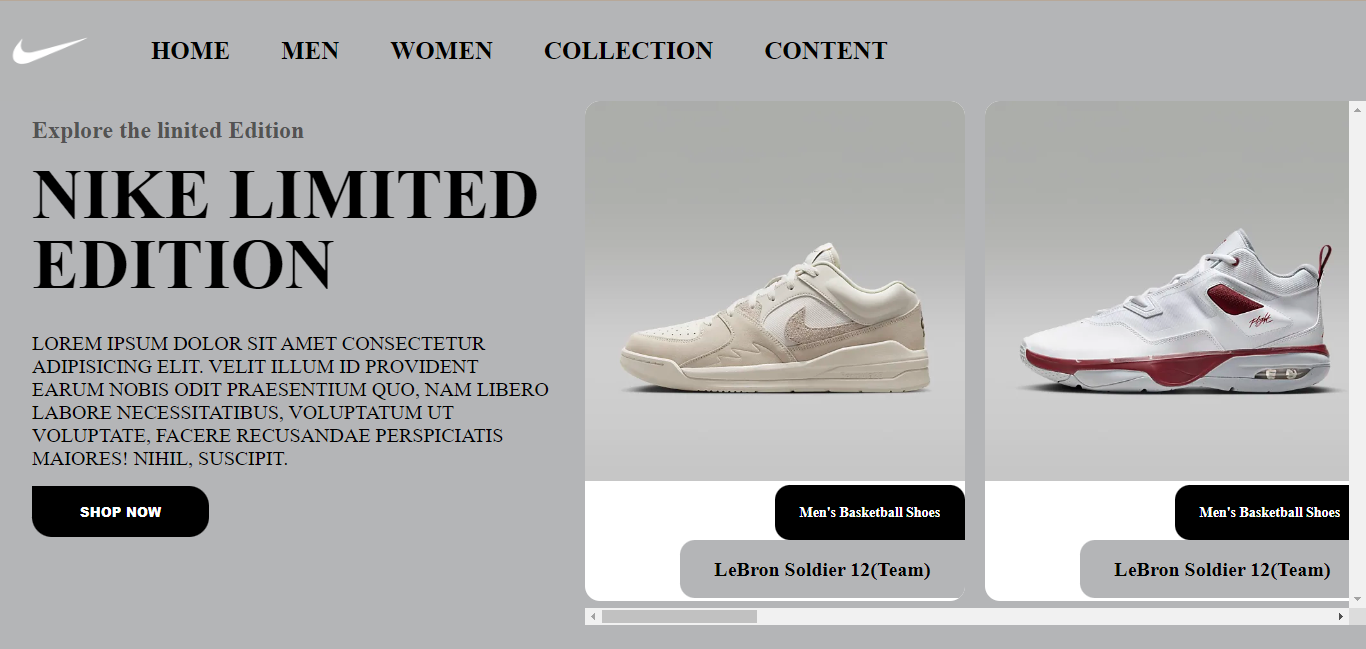 HOME MEN WOMEN COLLECTION CONTENT
Explore the linited Edition
NIKE LIMITED
EDITION
LOREM IPSUM DOLOR SIT AMET CONSECTETUR
ADIPISICING ELIT. VELIT ILLUM ID PROVIDENT
EARUM NOBIS ODIT PRAESENTIUM QUO, NAM LIBERO
LABORE NECESSITATIBUS, VOLUPTATUM UT
VOLUPTATE, FACERE RECUSANDAE PERSPICIATIS
MAIORES! NIHIL, SUSCIPIT.
SHOP NOW
Men's Basketball Shoes
LeBron Soldier 12(Team)
Flight
Men's Basketball Shoes
LeBron Soldier 12(Team)